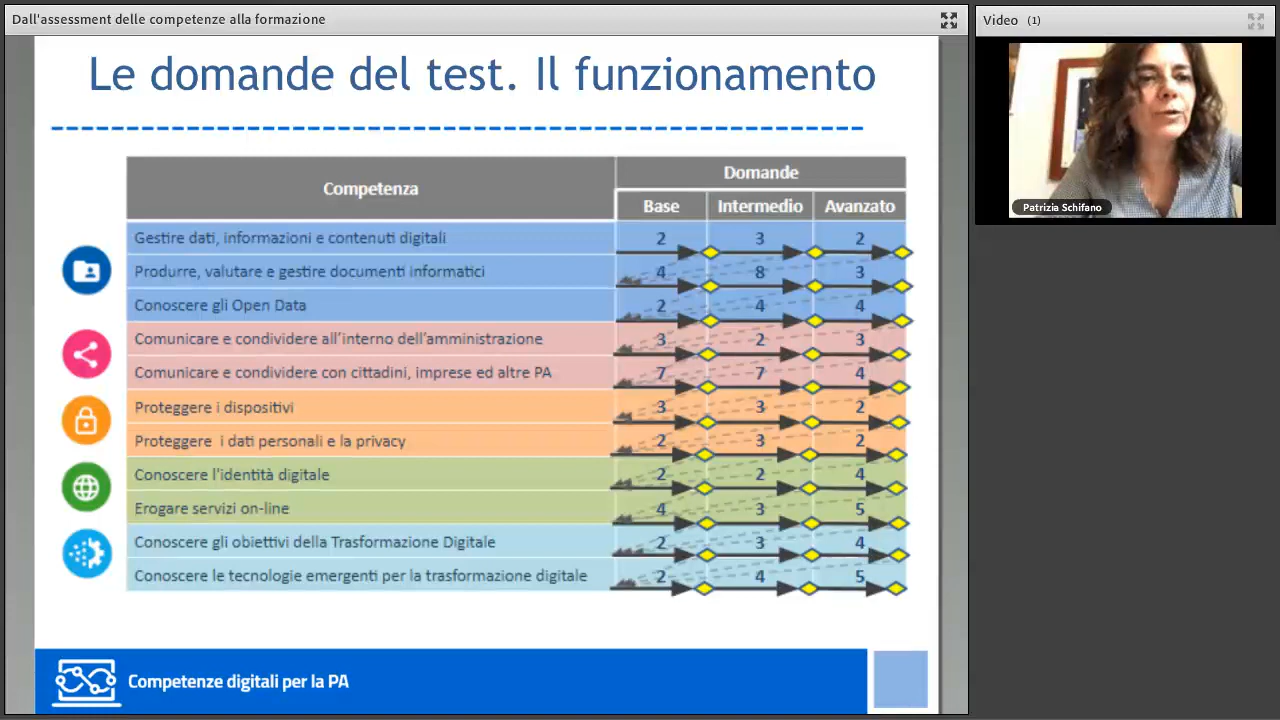 Dall'assessment delle competenze alla formazione
Video (1)
Le domande del test. Il funzionamento
Competenza
Domande
Base Intermedio Avanzato
Gestire dati, informazioni e contenuti digitali 2 3 2
Produrre, valutare e gestire documenti informatici 4 8 3
Conoscere gli Open Data 2 4 4
Comunicare e condividere all'interno dell'amministrazione 3 2 3
Comunicare e condividere con cittadini, imprese ed altre PA 7 7 4
Proteggere i dispositivi 3 3 2
Proteggere i dati personali e la privacy 2 3 2
Conoscere l'identità digitale 2 2 4
Erogare servizi on-line 4 3 5
Conoscere gli obiettivi della Trasformazione Digitale 2 3 4
Conoscere le tecnologie emergenti per la trasformazione digitale 2 4 5
Competenze digitali per la PA
Patrizia Schifano